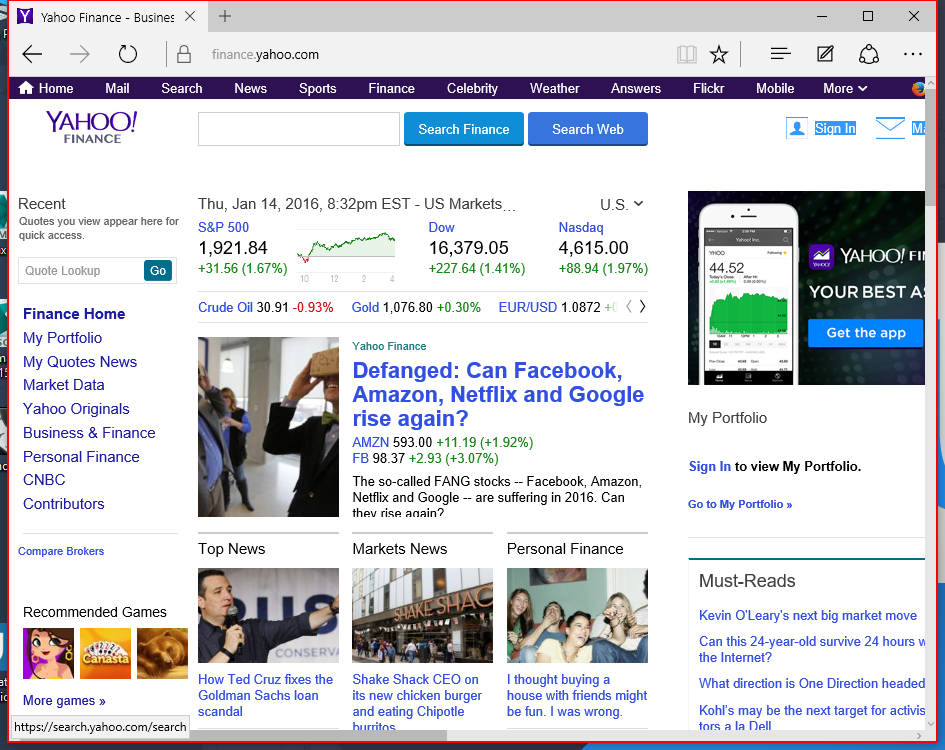 Yahoo Finance - Busines
finance.yahoo.com
Home Mail Search News Sports Finance Celebrity Weather Answers Flickr Mobile More
YAHOO!
FINANCE
Search Finance Search Web
Sign In
Recent
Quotes you view appear here for
quick access.
Quote Lookup Go
Finance Home
My Portfolio
My Quotes News
Market Data
Yahoo Originals
Business & Finance
Personal Finance
CNBC
Contributors
Compare Brokers
Recommended Games
Canasta
More games »
https://search.yahoo.com/search
Thu, Jan 14, 2016, 8:32pm EST - US Markets...
U.S.
S&P 500 Dow Nasdaq
1,921.84 16,379.05 4,615.00
+31.56 (1.67%) +227.64 (1.41%) +88.94 (1.97%)
10 12 2 4
Crude Oil 30.91 -0.93% Gold 1,076.80 +0.30% EUR/USD 1.0872
Yahoo Finance
Defanged: Can Facebook,
Amazon, Netflix and Google
rise again?
AMZN 593.00 +11.19 (+1.92%)
FB 98.37 +2.93 (+3.07%)
The so-called FANG stocks -- Facebook, Amazon,
Netflix and Google -- are suffering in 2016. Can
they rise again?
Top News Markets News Personal Finance
SHAKE SHAC
CONSERVA
How Ted Cruz fixes the
Goldman Sachs loan
scandal
Shake Shack CEO on
its new chicken burger
and eating Chipotle
burritos
I thought buying a
house with friends might
be fun. I was wrong.
Yahoo! Inc.
YHOO
44.52
YAHOO! FIN
YOUR BEST AS
Get the app
My Portfolio
Sign In to view My Portfolio.
Go to My Portfolio »
Must-Reads
Kevin O'Leary's next big market move
Can this 24-year-old survive 24 hours w
the Internet?
What direction is One Direction headed
Kohl's may be the next target for activis
tors a la Dell